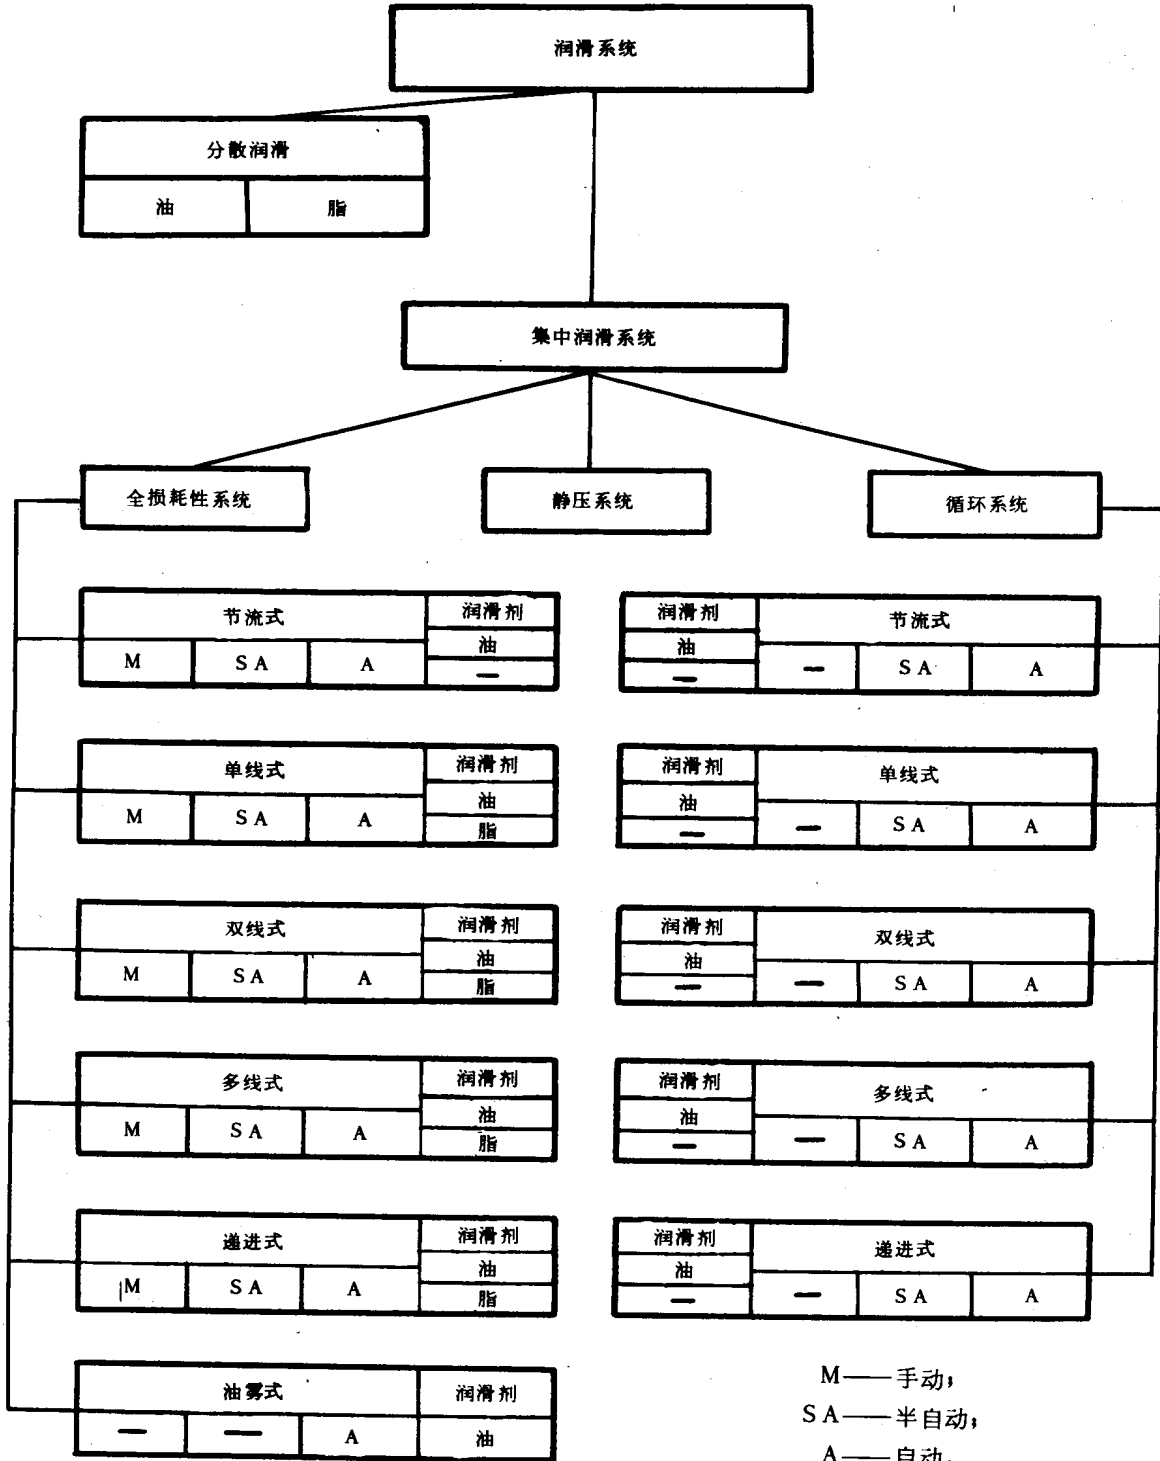 润滑系统
分散润滑
油 脂
集中润滑系统
全损耗性系统 静压系统 循环系统
节流式 润滑剂
油
M SA A —
润滑剂 节流式
油
— — SA A
单线式 润滑剂
油
M SA A 脂
润滑剂 单线式
油
— — SA A
双线式 润滑剂
油
M SA A 脂
润滑剂 双线式
油
— — SA A
多线式 润滑剂
油
M SA A 脂
润滑剂 多线式
油
— — SA A
递进式 润滑剂
油
M SA A 脂
润滑剂 递进式
油
— — SA A
油雾式 润滑剂
— — A 油
M——手动；
SA——半自动；
A——自动.